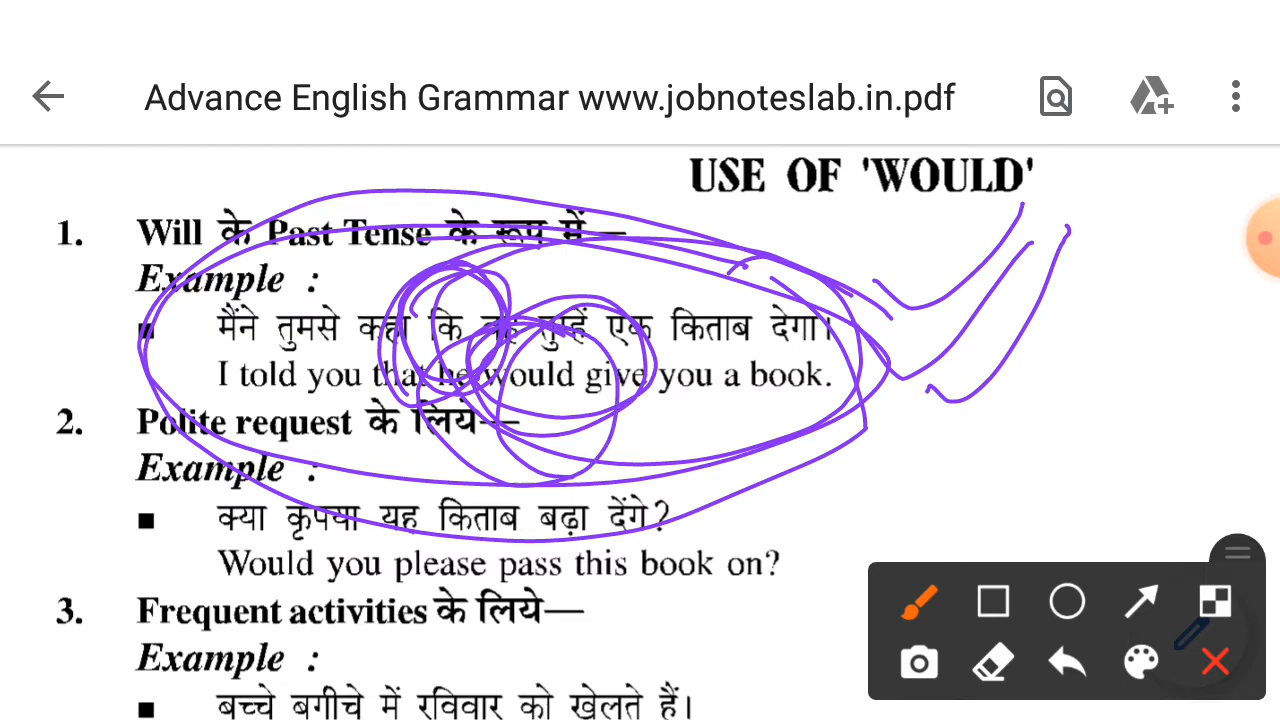 Advance English Grammar www.jobnoteslab.in.pdf
USE OF 'WOULD'
1. Will के Past Tense के रूप में—
Example :
■ मैंने तुमसे कहा कि वह तुम्हें एक किताब देगा।
I told you that he would give you a book.
2. Polite request के लिये—
Example :
■ क्या कृपया यह किताब बढ़ा देंगे?
Would you please pass this book on?
3. Frequent activities के लिये—
Example :
■ बच्चे बगीचे में रविवार को खेलते हैं।